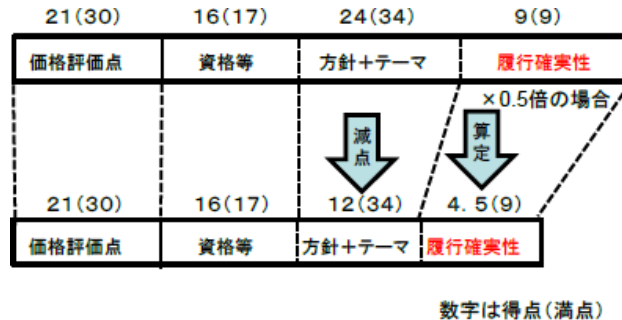 21(30) 16(17) 24(34) 9(9)
価格評価点 資格等 方針＋テーマ 履行確実性
×0.5倍の場合
減点 算定
21(30) 16(17) 12(34) 4.5(9)
価格評価点 資格等 方針＋テーマ 履行確実性
数字は得点(満点)